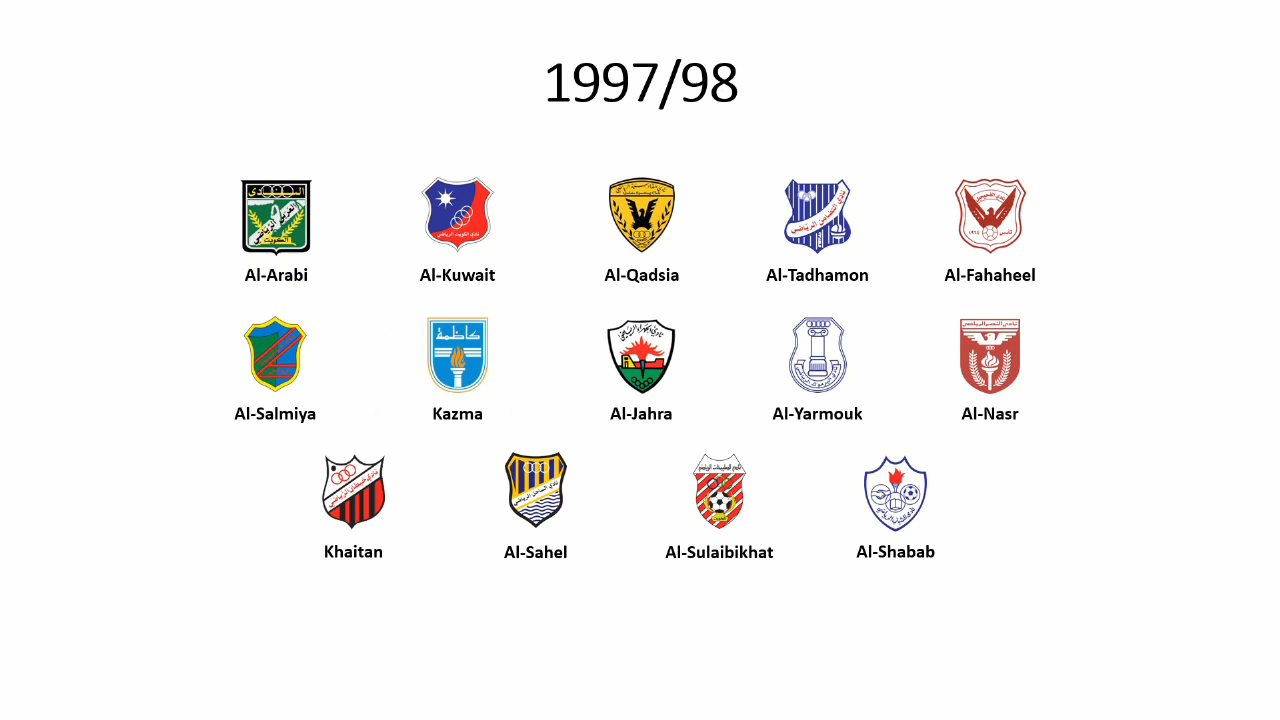 1997/98
Al-Arabi
Al-Kuwait
Al-Qadsia
Al-Tadhamon
Al-Fahaheel
كاظمة
Al-Salmiya
Kazma
Al-Jahra
Al-Yarmouk
Al-Nasr
Khaitan
Al-Sahel
Al-Sulaibikhat
Al-Shabab